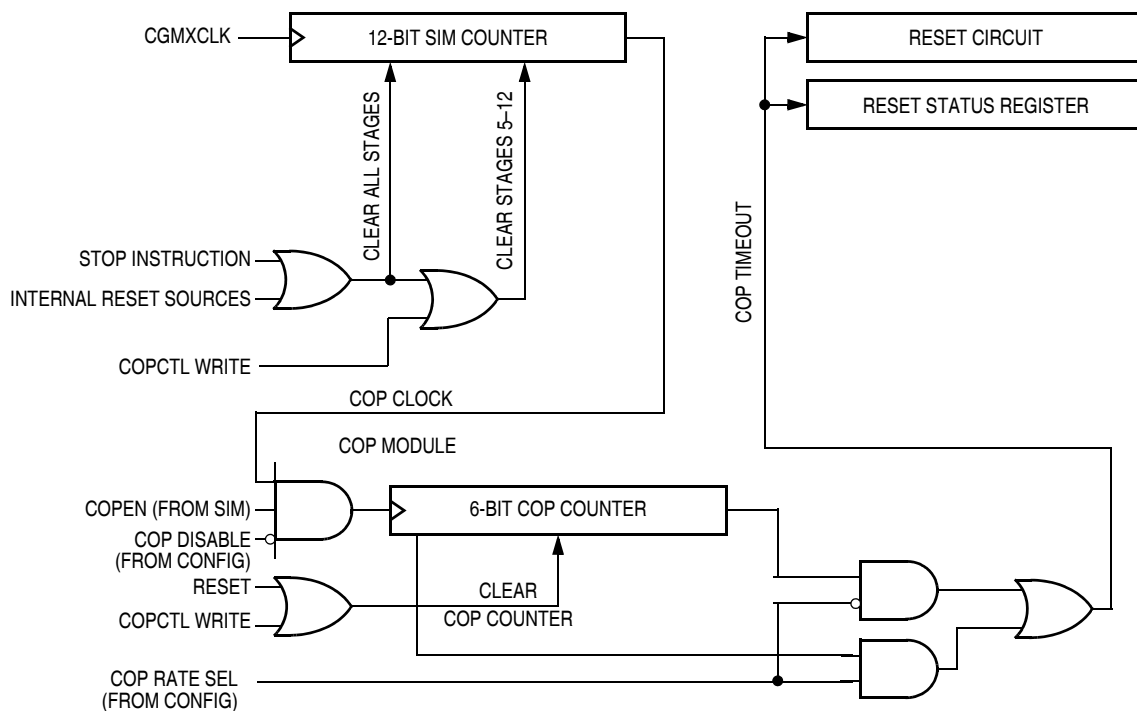 CGMXCLK
12-BIT SIM COUNTER
RESET CIRCUIT
RESET STATUS REGISTER
CLEAR ALL STAGES
CLEAR STAGES 5–12
COP TIMEOUT
STOP INSTRUCTION
INTERNAL RESET SOURCES
COPCTL WRITE
COP CLOCK
COP MODULE
COPEN (FROM SIM)
6-BIT COP COUNTER
COP DISABLE
(FROM CONFIG)
RESET
CLEAR
COP COUNTER
COPCTL WRITE
COP RATE SEL
(FROM CONFIG)